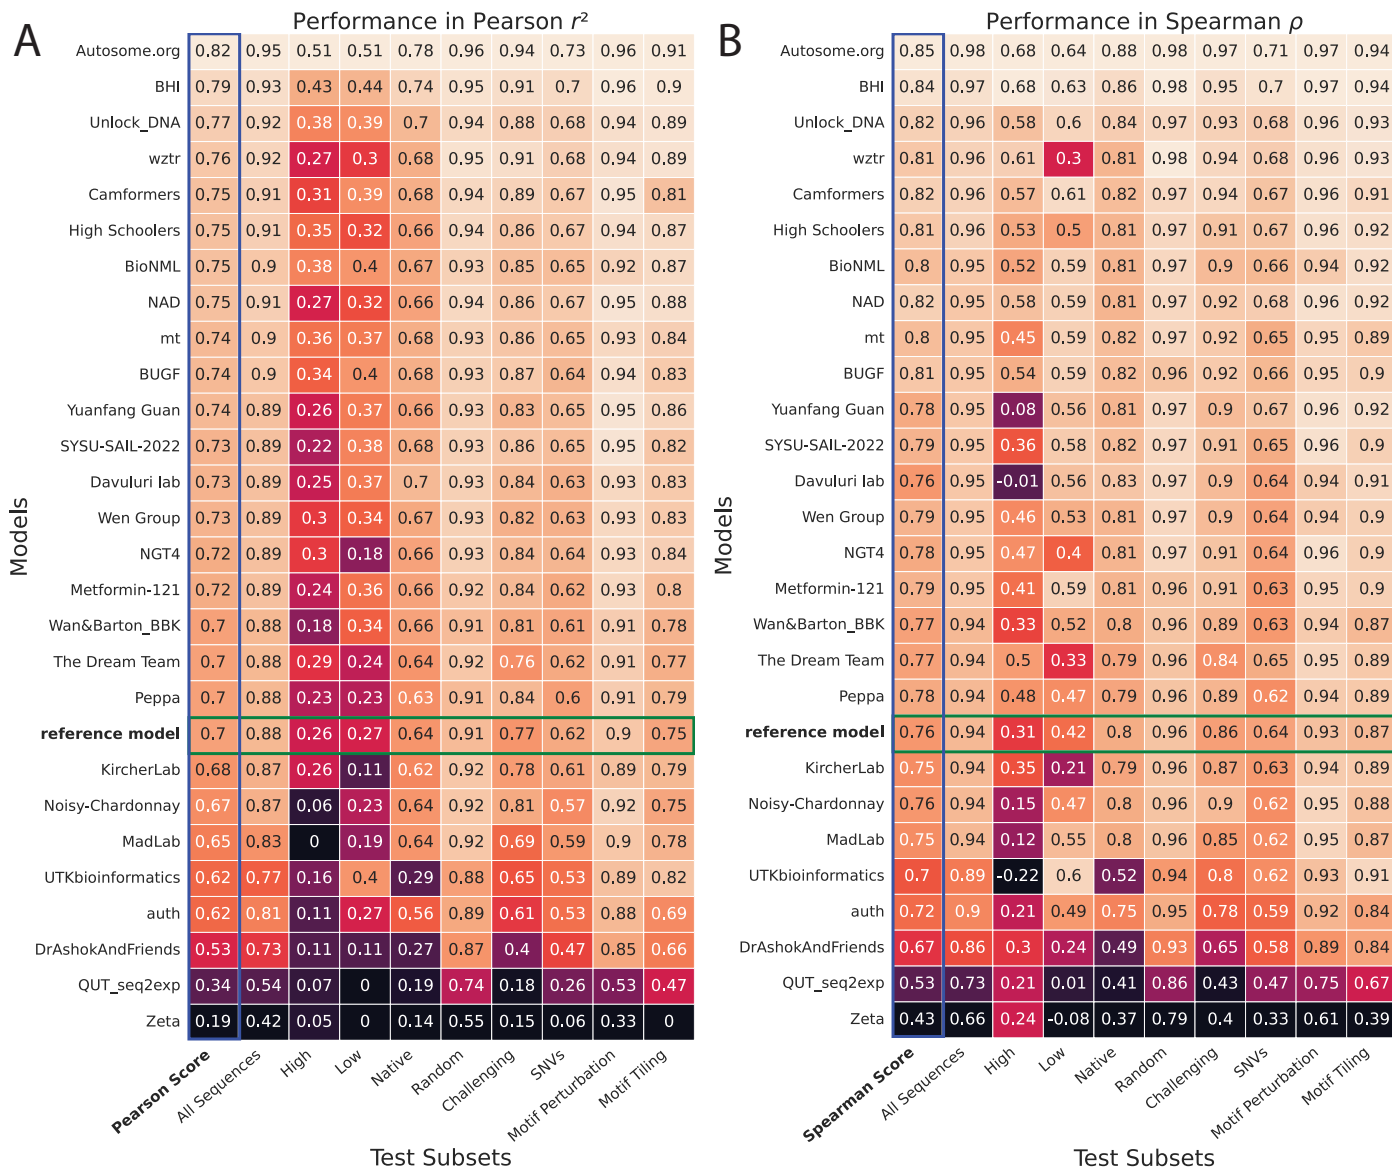 A
Performance in Pearson r²
Autosome.org 0.82 0.95 0.51 0.51 0.78 0.96 0.94 0.73 0.96 0.91
BHI 0.79 0.93 0.43 0.44 0.74 0.95 0.91 0.7 0.96 0.9
Unlock_DNA 0.77 0.92 0.38 0.39 0.7 0.94 0.88 0.68 0.94 0.89
wztr 0.76 0.92 0.27 0.3 0.68 0.95 0.91 0.68 0.94 0.89
Camformers 0.75 0.91 0.31 0.39 0.68 0.94 0.89 0.67 0.95 0.81
High Schoolers 0.75 0.91 0.35 0.32 0.66 0.94 0.86 0.67 0.94 0.87
BioNML 0.75 0.9 0.38 0.4 0.67 0.93 0.85 0.65 0.92 0.87
NAD 0.75 0.91 0.27 0.32 0.66 0.94 0.86 0.67 0.95 0.88
mt 0.74 0.9 0.36 0.37 0.68 0.93 0.86 0.65 0.93 0.84
BUGF 0.74 0.9 0.34 0.4 0.68 0.93 0.87 0.64 0.94 0.83
Yuanfang Guan 0.74 0.89 0.26 0.37 0.66 0.93 0.83 0.65 0.95 0.86
SYSU-SAIL-2022 0.73 0.89 0.22 0.38 0.68 0.93 0.86 0.64 0.95 0.82
Davuluri lab 0.73 0.89 0.25 0.37 0.7 0.93 0.83 0.63 0.93 0.83
Wen Group 0.73 0.89 0.3 0.34 0.67 0.93 0.82 0.63 0.93 0.83
NGT4 0.72 0.89 0.3 0.18 0.66 0.93 0.84 0.64 0.93 0.84
Metformin-121 0.72 0.89 0.24 0.36 0.66 0.92 0.84 0.61 0.93 0.8
Wan&Barton_BBK 0.7 0.88 0.18 0.34 0.66 0.91 0.81 0.61 0.91 0.78
The Dream Team 0.7 0.88 0.29 0.24 0.64 0.92 0.76 0.62 0.91 0.77
Peppa 0.7 0.88 0.23 0.23 0.63 0.91 0.84 0.6 0.91 0.79
reference model 0.7 0.88 0.26 0.27 0.64 0.91 0.77 0.62 0.9 0.75
KircherLab 0.68 0.87 0.26 0.11 0.62 0.92 0.78 0.61 0.89 0.79
Noisy-Chardonnay 0.67 0.87 0.06 0.23 0.64 0.92 0.81 0.57 0.92 0.75
MadLab 0.65 0.83 0 0.19 0.64 0.92 0.69 0.59 0.9 0.78
UTKbioinformatics 0.62 0.77 0.16 0.4 0.29 0.88 0.65 0.53 0.89 0.82
auth 0.62 0.81 0.11 0.27 0.56 0.89 0.61 0.53 0.88 0.69
DrAshokAndFriends 0.53 0.73 0.11 0.11 0.27 0.87 0.4 0.47 0.85 0.66
QUT_seq2exp 0.34 0.54 0.07 0 0.19 0.74 0.18 0.26 0.53 0.47
Zeta 0.19 0.42 0.05 0 0.14 0.55 0.15 0.06 0.33 0
Models
Pearson Score
All Sequences
High
Low
Native
Random
Challenging
SNVs
Motif Perturbation
Motif Tiling
Test Subsets
B
Performance in Spearman ρ
Autosome.org 0.85 0.98 0.68 0.64 0.88 0.98 0.97 0.71 0.97 0.94
BHI 0.84 0.97 0.68 0.63 0.86 0.98 0.95 0.7 0.97 0.94
Unlock_DNA 0.82 0.96 0.58 0.6 0.84 0.97 0.93 0.68 0.96 0.93
wztr 0.81 0.96 0.61 0.3 0.81 0.98 0.94 0.68 0.96 0.93
Camformers 0.82 0.96 0.57 0.61 0.82 0.97 0.94 0.67 0.96 0.91
High Schoolers 0.81 0.96 0.53 0.5 0.81 0.97 0.91 0.67 0.96 0.92
BioNML 0.8 0.95 0.52 0.59 0.81 0.97 0.9 0.66 0.94 0.92
NAD 0.82 0.95 0.58 0.59 0.81 0.97 0.92 0.68 0.96 0.92
mt 0.8 0.95 0.45 0.59 0.82 0.97 0.92 0.65 0.95 0.89
BUGF 0.81 0.95 0.54 0.59 0.82 0.96 0.92 0.66 0.95 0.9
Yuanfang Guan 0.78 0.95 0.08 0.56 0.81 0.97 0.9 0.67 0.96 0.92
SYSU-SAIL-2022 0.79 0.95 0.36 0.58 0.82 0.97 0.91 0.65 0.96 0.9
Davuluri lab 0.76 0.95 -0.01 0.56 0.83 0.97 0.9 0.64 0.94 0.91
Wen Group 0.79 0.95 0.46 0.53 0.81 0.97 0.9 0.64 0.94 0.9
NGT4 0.78 0.95 0.47 0.4 0.81 0.97 0.91 0.64 0.96 0.9
Metformin-121 0.79 0.95 0.41 0.59 0.81 0.96 0.91 0.63 0.95 0.9
Wan&Barton_BBK 0.77 0.94 0.33 0.52 0.8 0.96 0.89 0.63 0.94 0.87
The Dream Team 0.77 0.94 0.5 0.33 0.79 0.96 0.84 0.65 0.95 0.89
Peppa 0.78 0.94 0.48 0.47 0.79 0.96 0.89 0.62 0.94 0.89
reference model 0.76 0.94 0.31 0.42 0.8 0.96 0.86 0.64 0.93 0.87
KircherLab 0.75 0.94 0.35 0.21 0.79 0.96 0.87 0.63 0.94 0.89
Noisy-Chardonnay 0.76 0.94 0.15 0.47 0.8 0.96 0.9 0.62 0.95 0.88
MadLab 0.75 0.94 0.12 0.55 0.8 0.96 0.85 0.62 0.95 0.87
UTKbioinformatics 0.7 0.89 -0.22 0.6 0.52 0.94 0.8 0.62 0.93 0.91
auth 0.72 0.9 0.21 0.49 0.75 0.95 0.78 0.59 0.92 0.84
DrAshokAndFriends 0.67 0.86 0.3 0.24 0.49 0.93 0.65 0.58 0.89 0.84
QUT_seq2exp 0.53 0.73 0.21 0.01 0.41 0.86 0.43 0.47 0.75 0.67
Zeta 0.43 0.66 0.24 -0.08 0.37 0.79 0.4 0.33 0.61 0.39
Models
Spearman Score
All Sequences
High
Low
Native
Random
Challenging
SNVs
Motif Perturbation
Motif Tiling
Test Subsets